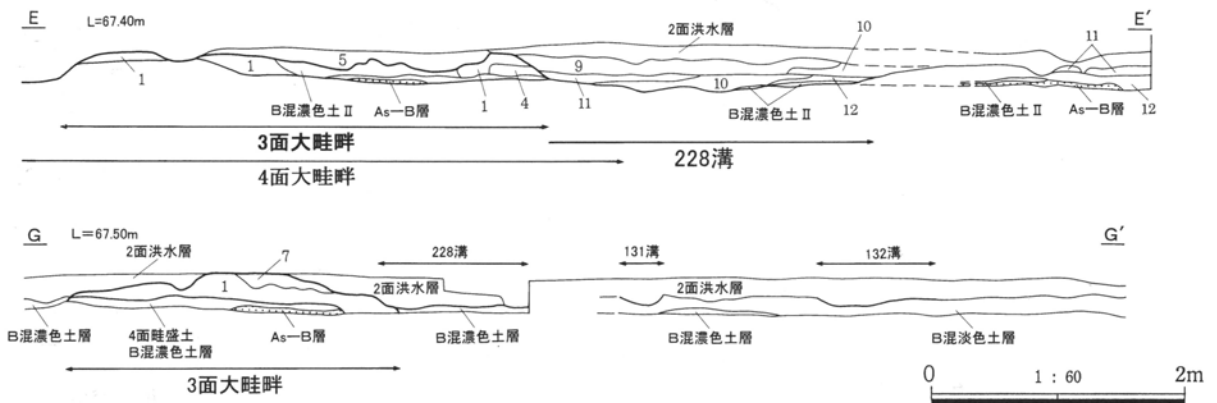 E L=67.40m 2面洪水層 10 11 E′
1 1 5 9 1 4 11 10 12 12
B混濃色土Ⅱ As—B層 B混濃色土Ⅱ B混濃色土Ⅱ As—B層
3面大畦畔
228溝
4面大畦畔
G L=67.50m G′
2面洪水層 7 228溝 131溝 132溝
1 2面洪水層 2面洪水層
B混濃色土層 4面畦盛土 As—B層 B混濃色土層 B混濃色土層 B混淡色土層
B混濃色土層
3面大畦畔
0 1:60 2m